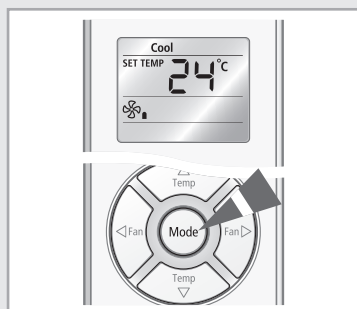 Cool
SET TEMP 24°C
Temp
Fan Mode Fan
Temp